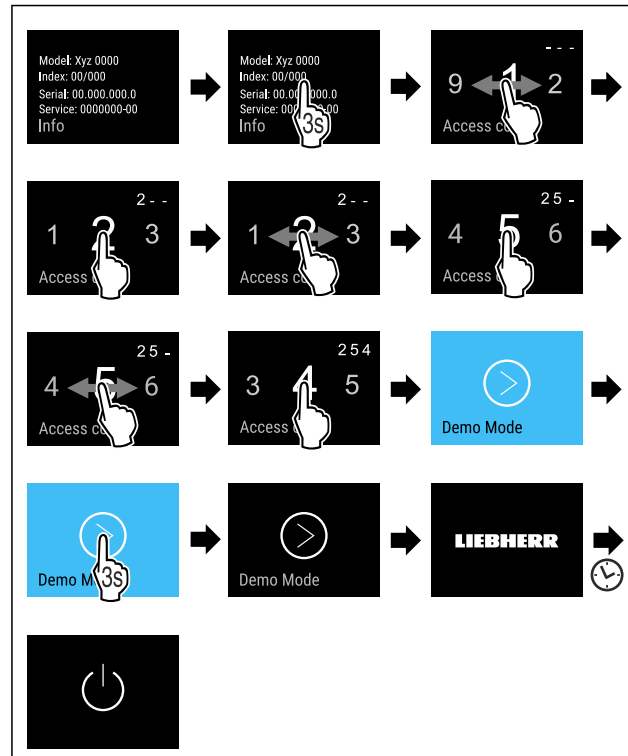 Model: Xyz 0000
Index: 00/000
Serial: 00.000.000.0
Service: 0000000-00
Info
Model: Xyz 0000
Index: 00/000
Serial: 00. 000.0
Service: 00 -00
Info
3s
- - -
9 1 2
Access
2 - -
1 2 3
Access
2 - -
1 2 3
Access
2 5 -
4 5 6
Access
2 5 -
4 5 6
Access
2 5 4
3 4 5
Access
Demo Mode
Demo
3s
Demo Mode
LIEBHERR